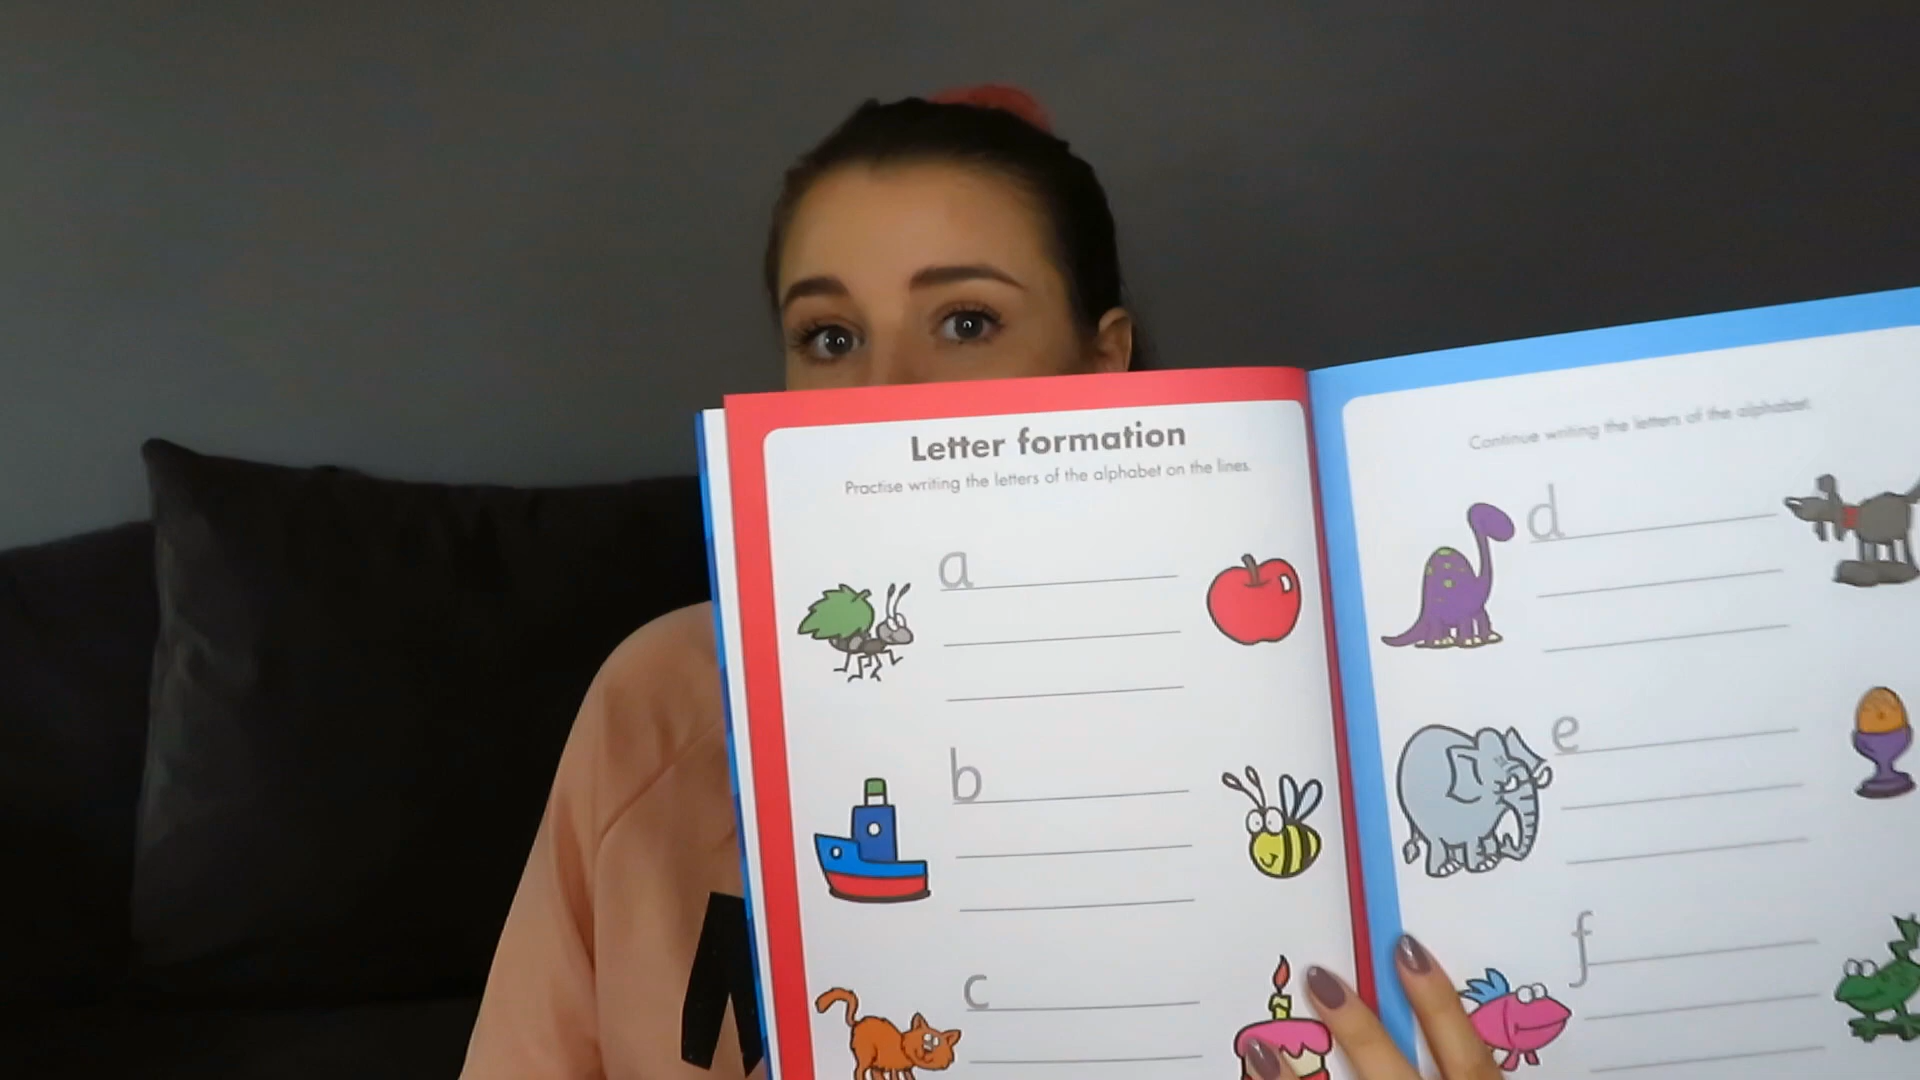 Letter formation
Practise writing the letters of the alphabet on the lines.
a
b
c
Continue writing the letters of the alphabet.
d
e
f